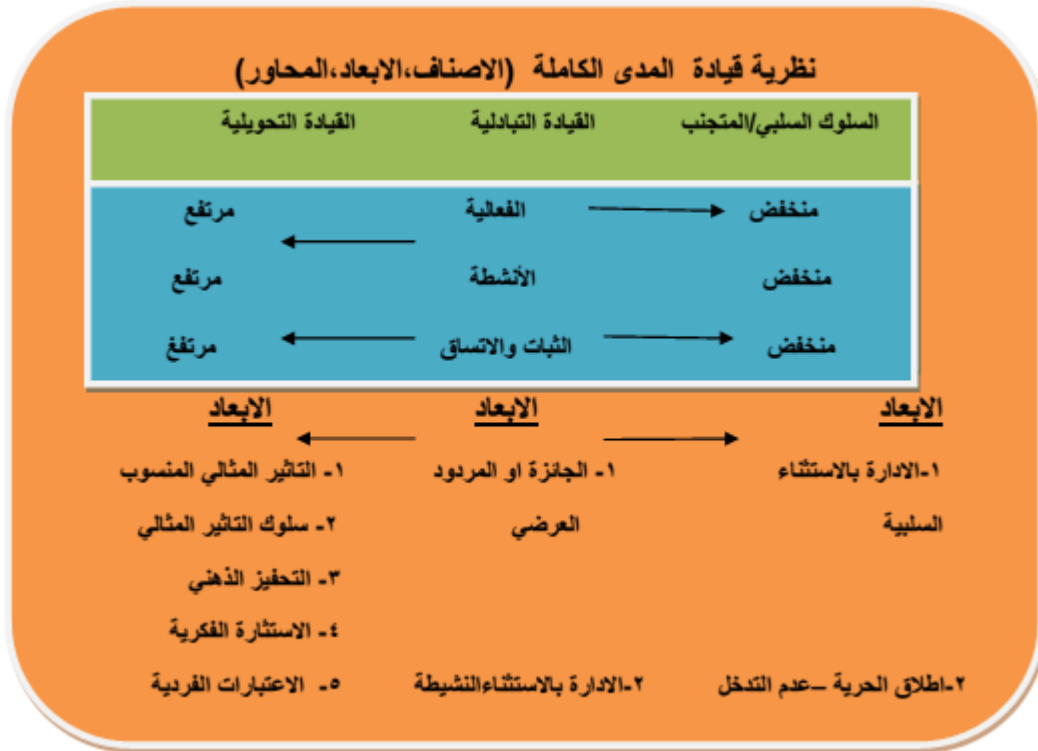 نظرية قيادة المدى الكاملة (الاصناف،الابعاد،المحاور)
السلوك السلبي/المتجنب القيادة التبادلية القيادة التحويلية
منخفض الفعالية مرتفع
منخفض الأنشطة مرتفع
منخفض الثبات والاتساق مرتفغ
الابعاد الابعاد الابعاد
١-الادارة بالاستثناء ١- الجائزة او المردود ١- التاثير المثالي المنسوب
السلبية العرضي ٢- سلوك التاثير المثالي
٣- التحفيز الذهني
٤- الاستثارة الفكرية
٢-اطلاق الحرية –عدم التدخل ٢-الادارة بالاستثناءالنشيطة ٥- الاعتبارات الفردية